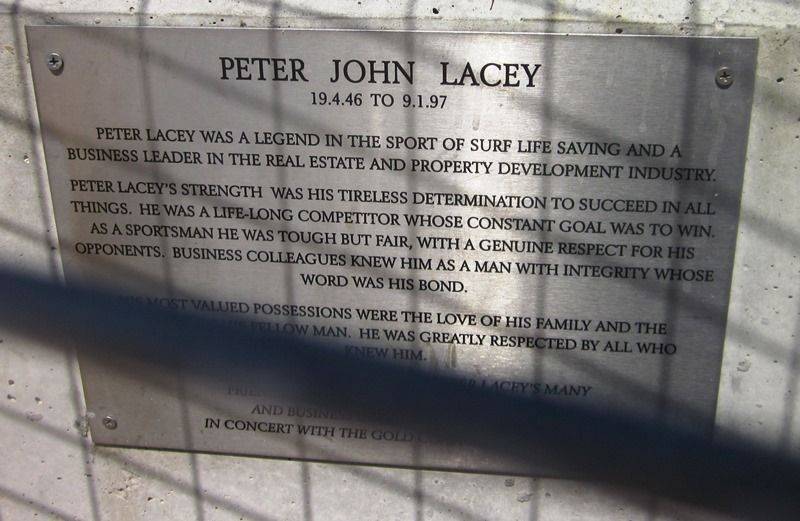 PETER JOHN LACEY
19.4.46 TO 9.1.97
PETER LACEY WAS A LEGEND IN THE SPORT OF SURF LIFE SAVING AND A
BUSINESS LEADER IN THE REAL ESTATE AND PROPERTY DEVELOPMENT INDUSTRY.
PETER LACEY'S STRENGTH WAS HIS TIRELESS DETERMINATION TO SUCCEED IN ALL
THINGS. HE WAS A LIFE-LONG COMPETITOR WHOSE CONSTANT GOAL WAS TO WIN.
AS A SPORTSMAN HE WAS TOUGH BUT FAIR, WITH A GENUINE RESPECT FOR HIS
OPPONENTS. BUSINESS COLLEAGUES KNEW HIM AS A MAN WITH INTEGRITY WHOSE
WORD WAS HIS BOND.
HIS MOST VALUED POSSESSIONS WERE THE LOVE OF HIS FAMILY AND THE
FELLOW MAN. HE WAS GREATLY RESPECTED BY ALL WHO
KNEW HIM.
LACEY'S MANY
AND BUSINESS
IN CONCERT WITH THE GOLD